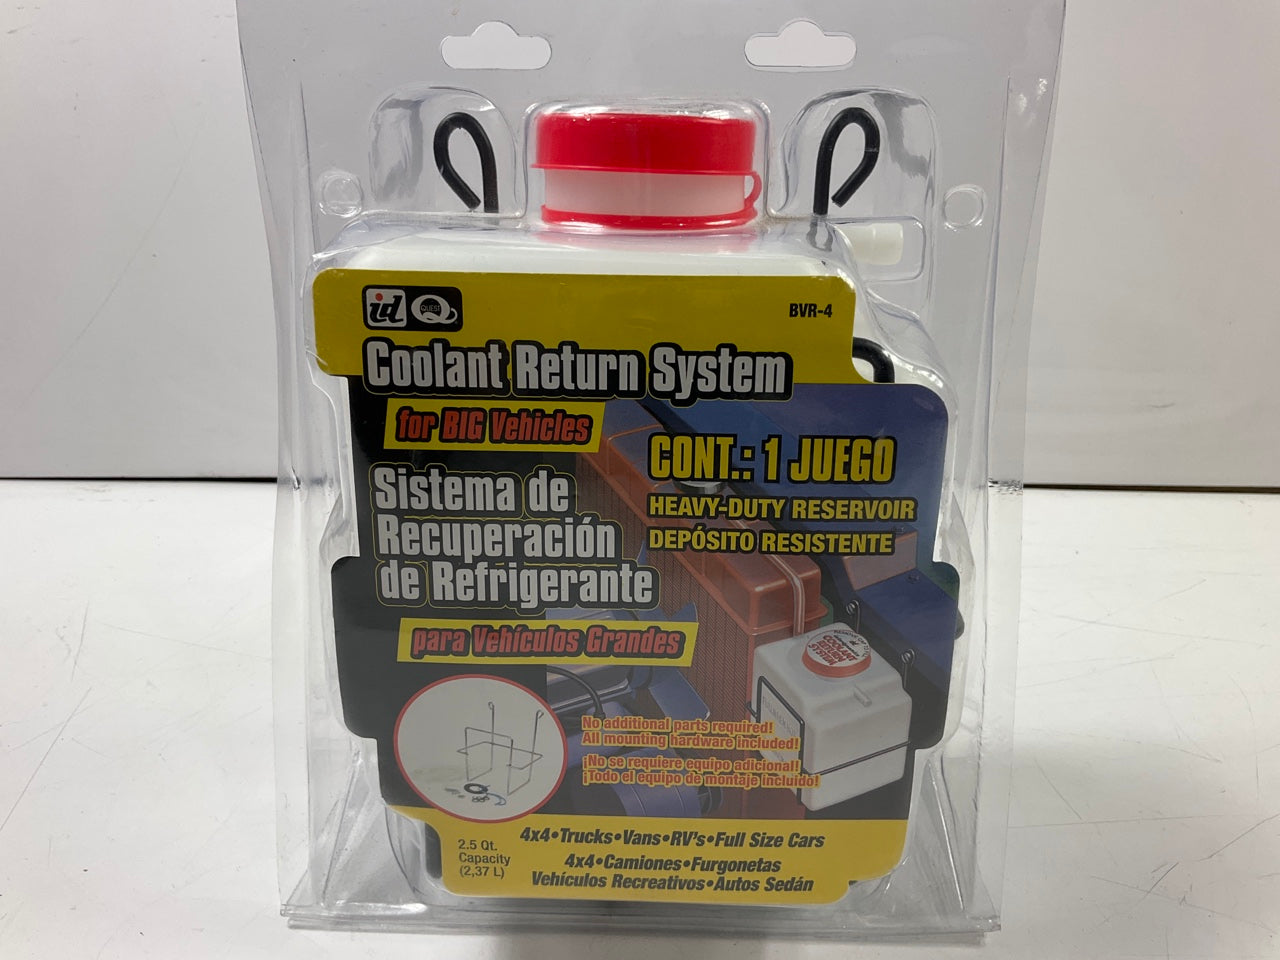 id QUEST
BVR-4
Coolant Return System
for BIG Vehicles
CONT.: 1 JUEGO
HEAVY-DUTY RESERVOIR
DEPÓSITO RESISTENTE
Sistema de
Recuperación
de Refrigerante
para Vehículos Grandes
COOLANT
RETURN
SYSTEM
No additional parts required!
All mounting hardware included!
¡No se requiere equipo adicional!
¡Todo el equipo de montaje incluido!
2.5 Qt.
Capacity
(2,37 L)
4x4•Trucks•Vans•RV's•Full Size Cars
4x4•Camiones•Furgonetas
Vehículos Recreativos•Autos Sedán